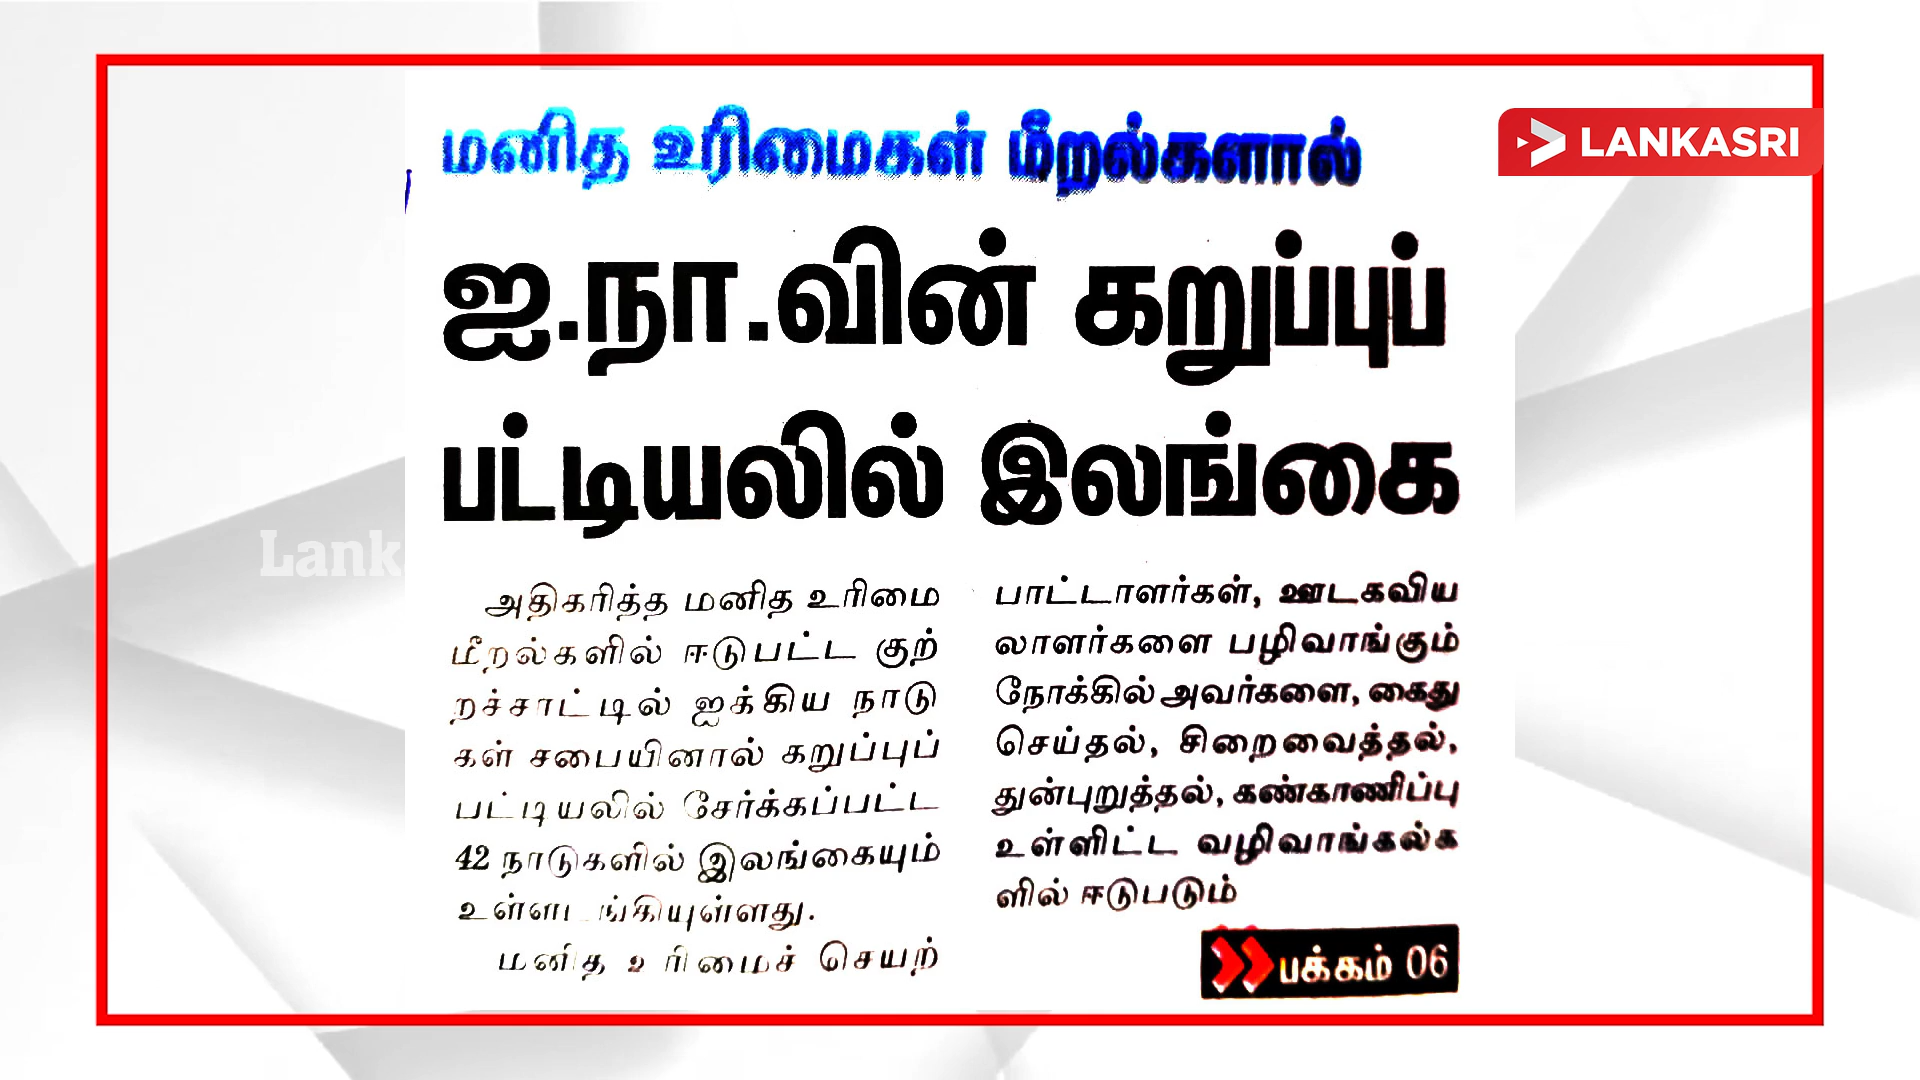 LANKASRI
மனித உரிமைகள் மீறல்களால்
ஐ.நா.வின் கறுப்புப்
பட்டியலில் இலங்கை
Lank
அதிகரித்த மனித உரிமை
மீறல்களில் ஈடுபட்ட குற்
றச்சாட்டில் ஐக்கிய நாடு
கள் சபையினால் கறுப்புப்
பட்டியலில் சேர்க்கப்பட்ட
42 நாடுகளில் இலங்கையும்
உள்ளடங்கியுள்ளது.
மனித உரிமைச் செயற்
பாட்டாளர்கள், ஊடகவிய
லாளர்களை பழிவாங்கும்
நோக்கில் அவர்களை, கைது
செய்தல், சிறைவைத்தல்,
துன்புறுத்தல், கண்காணிப்பு
உள்ளிட்ட வழிவாங்கல்க
ளில் ஈடுபடும்
பக்கம் 06